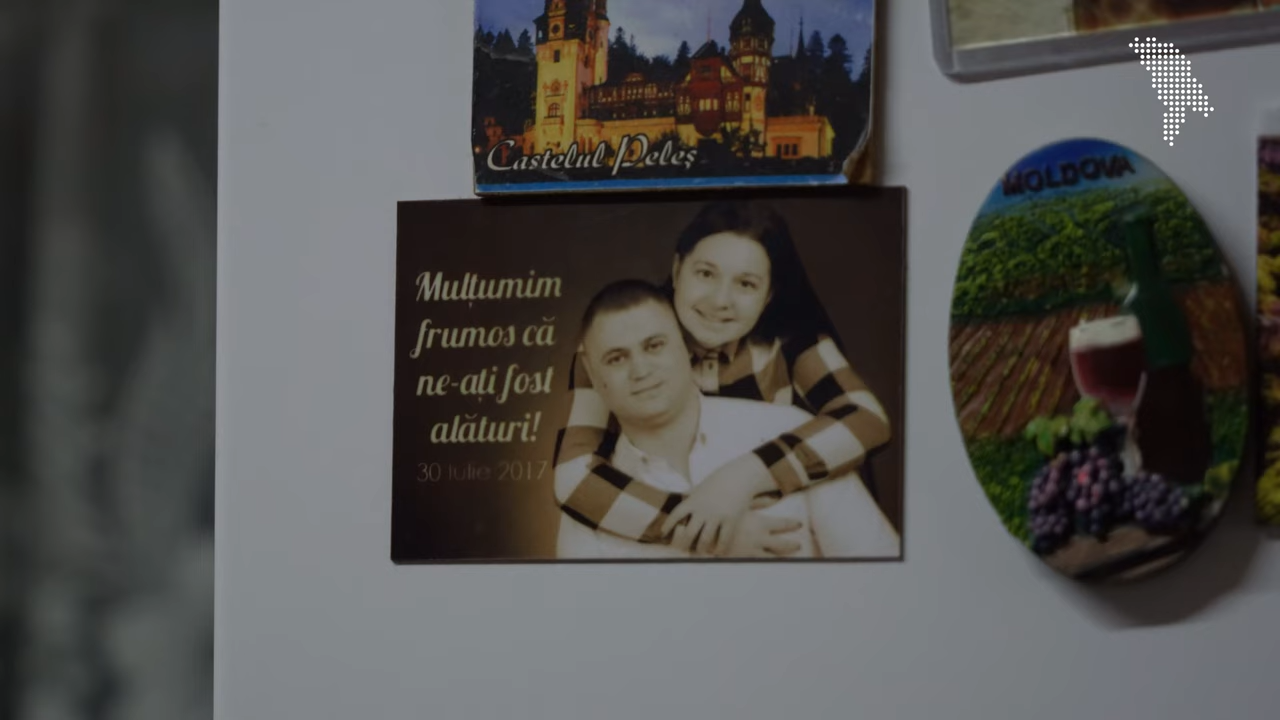 Castelul Peleș
MOLDOVA
Mulțumim
frumos că
ne-ați fost
alături!
30 Iulie 2017